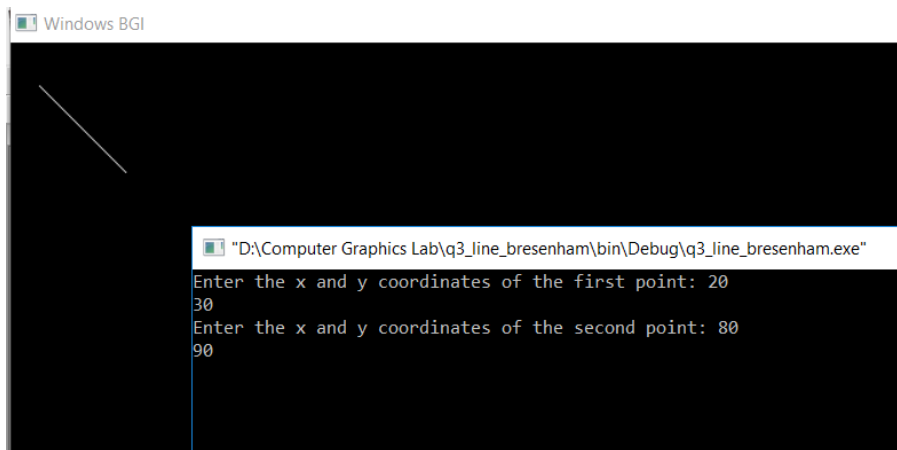 Windows BGI
"D:\Computer Graphics Lab\q3_line_bresenham\bin\Debug\q3_line_bresenham.exe"
Enter the x and y coordinates of the first point: 20
30
Enter the x and y coordinates of the second point: 80
90